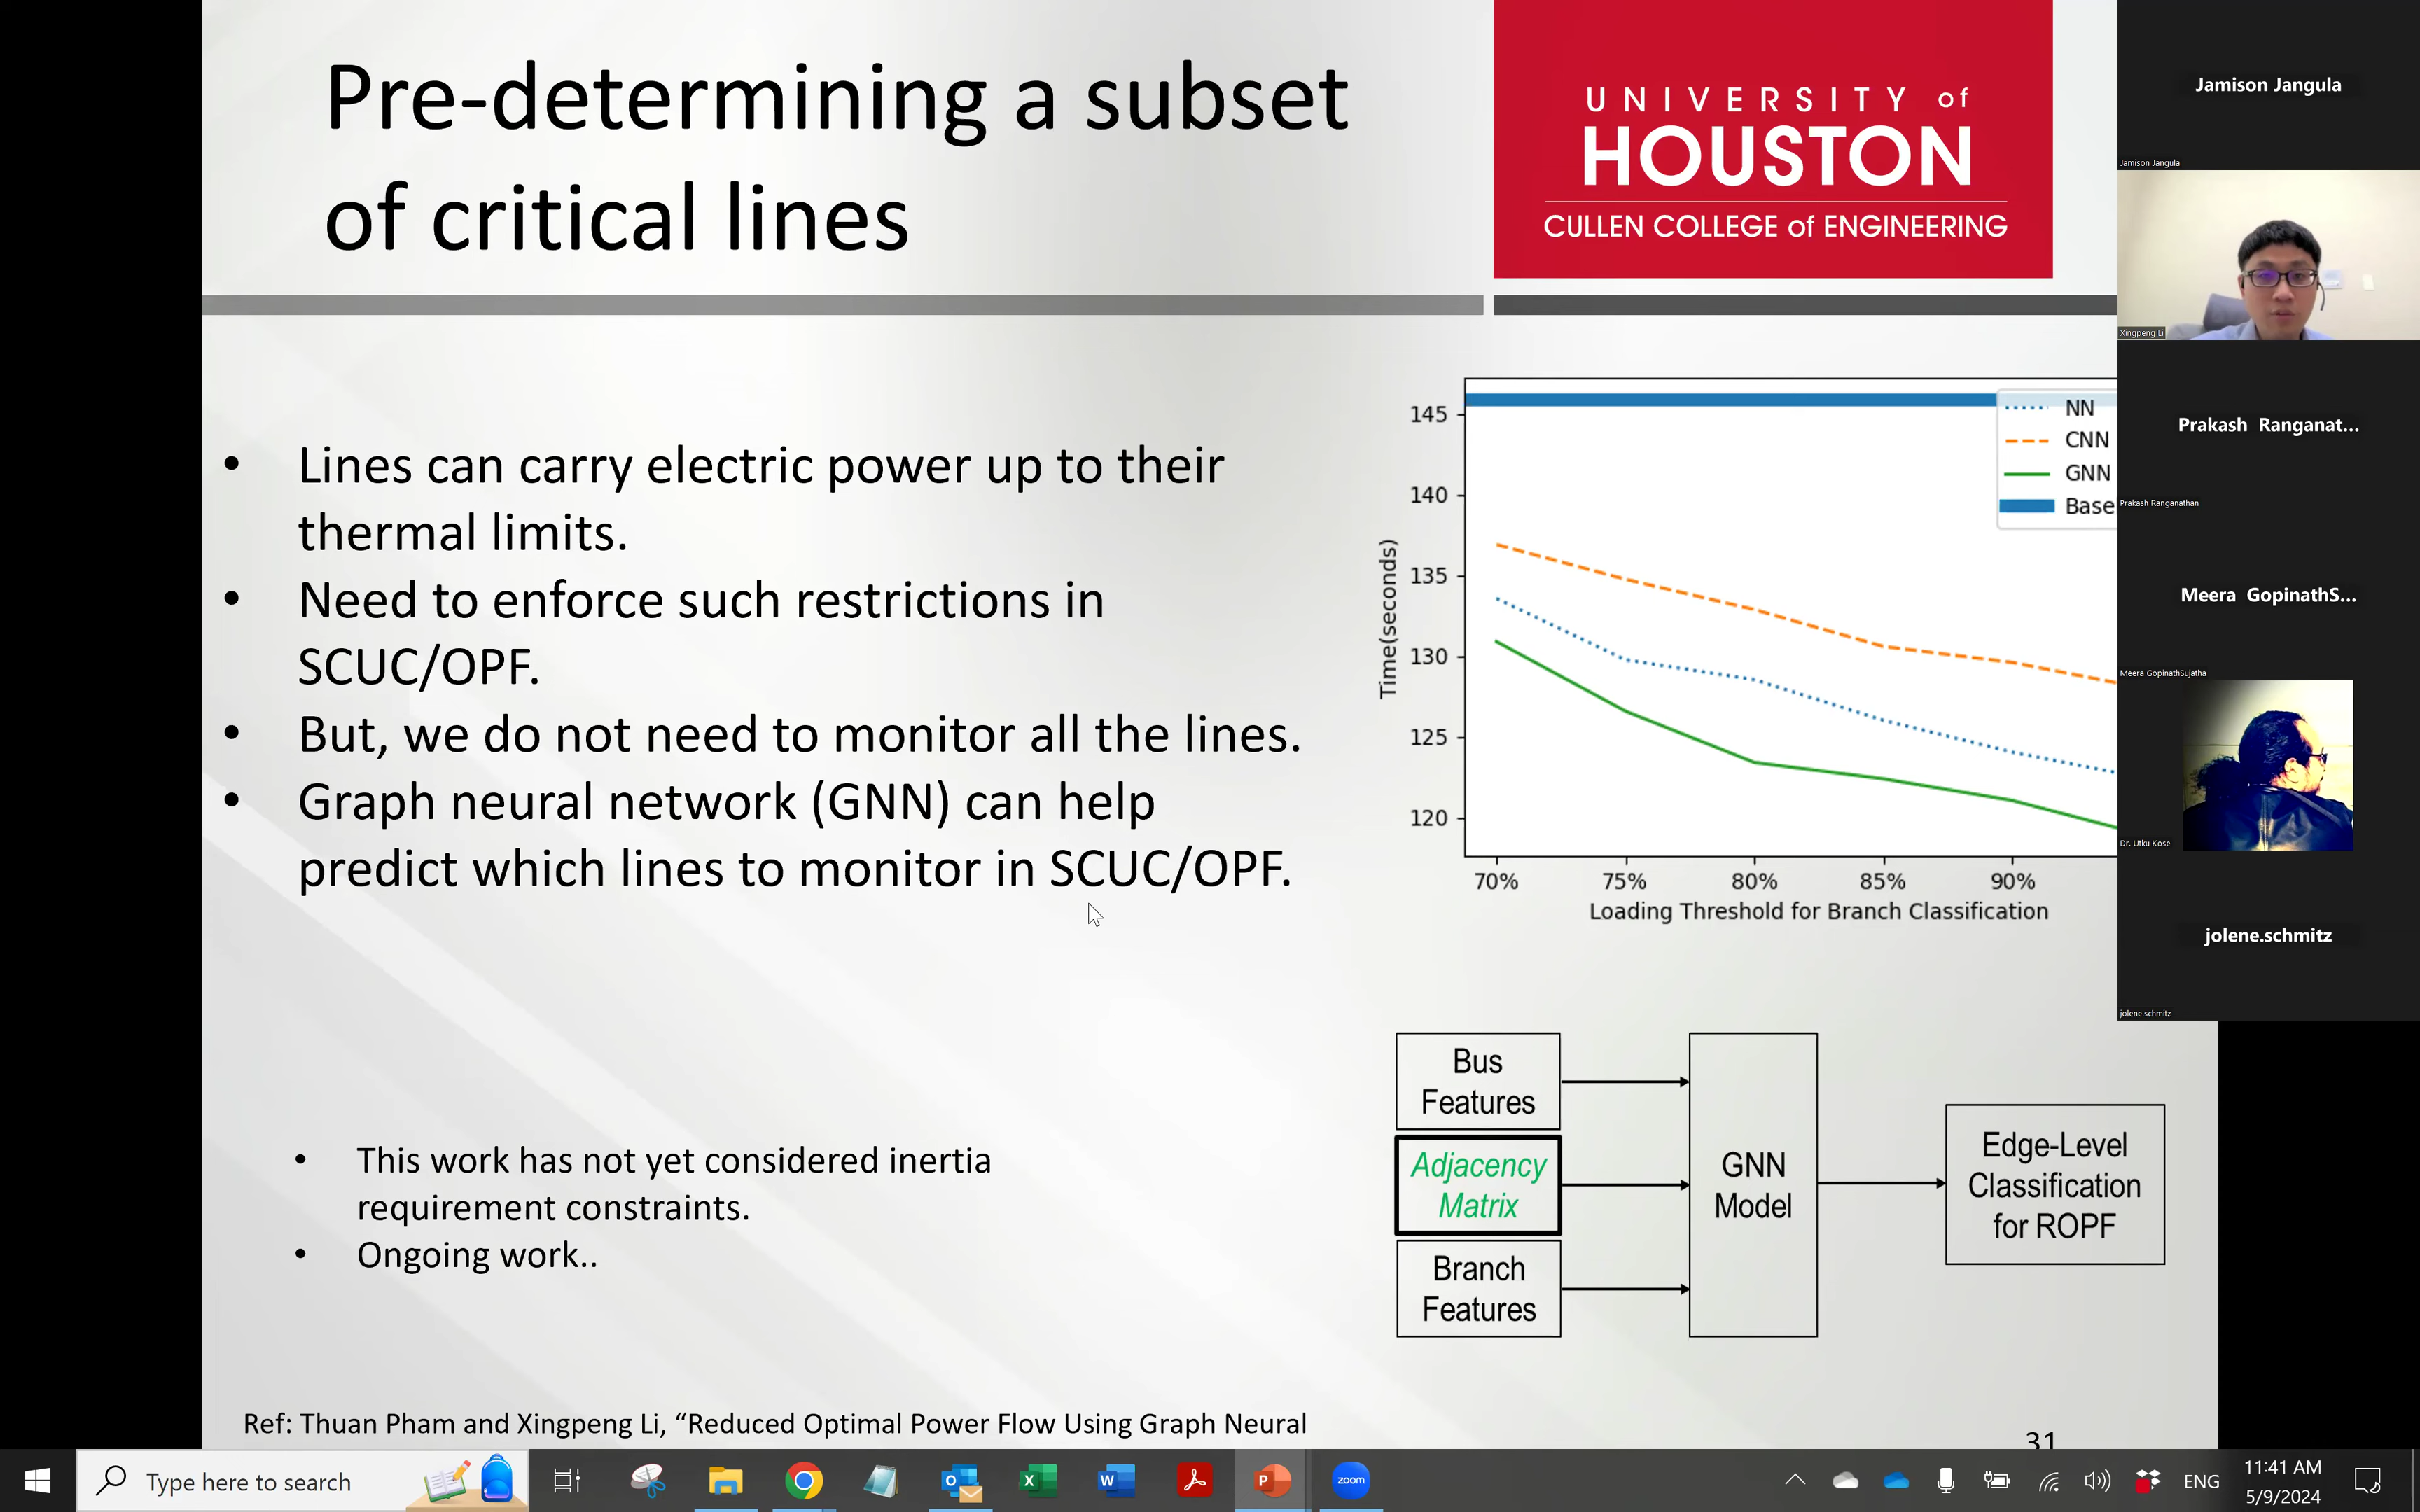 Pre-determining a subset
of critical lines
UNIVERSITY of
HOUSTON
CULLEN COLLEGE of ENGINEERING
• Lines can carry electric power up to their
thermal limits.
• Need to enforce such restrictions in
SCUC/OPF.
• But, we do not need to monitor all the lines.
• Graph neural network (GNN) can help
predict which lines to monitor in SCUC/OPF.
• This work has not yet considered inertia
requirement constraints.
• Ongoing work..
Time(seconds)
145
140
135
130
125
120
70% 75% 80% 85% 90%
Loading Threshold for Branch Classification
NN
CNN
GNN
Base
Bus
Features
Adjacency
Matrix
Branch
Features
GNN
Model
Edge-Level
Classification
for ROPF
Ref: Thuan Pham and Xingpeng Li, “Reduced Optimal Power Flow Using Graph Neural
31
Jamison Jangula
Jamison Jangula
Xingpeng Li
Prakash Ranganat...
Prakash Ranganathan
Meera GopinathS...
Meera GopinathSujatha
Dr. Utku Kose
jolene.schmitz
jolene.schmitz
Type here to search
zoom
ENG
11:41 AM
5/9/2024